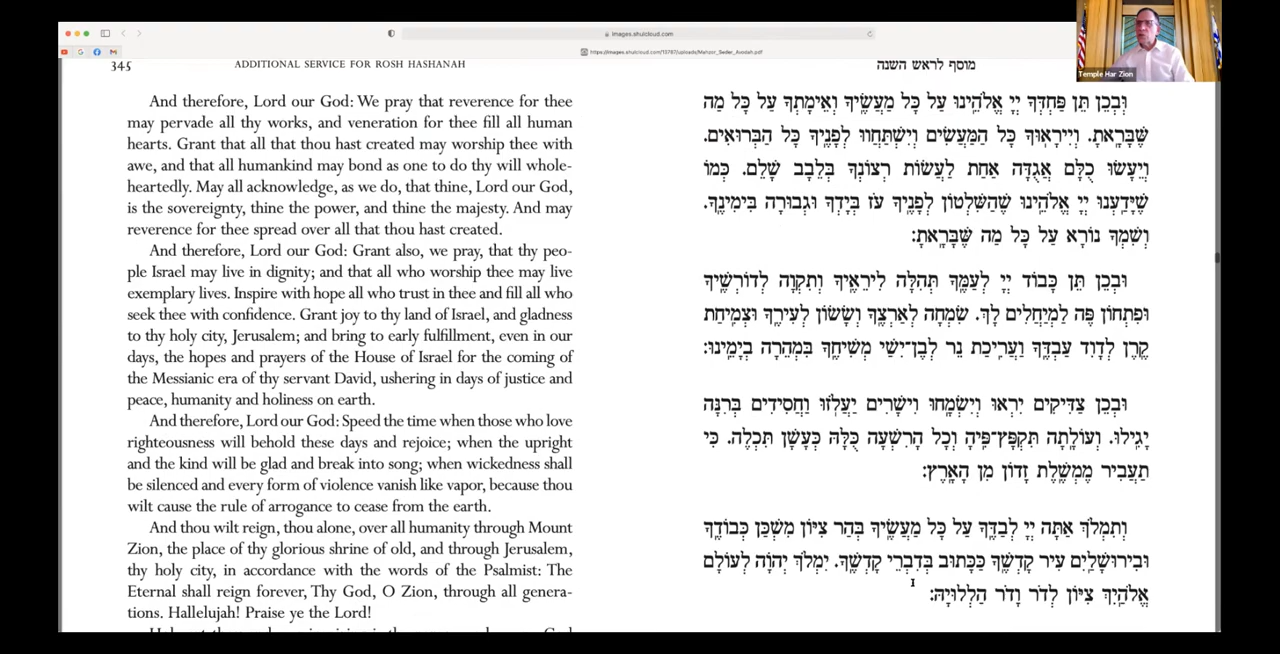 images.shulcloud.com
https://images.shulcloud.com/13787/uploads/Mahzor_Seder_Avodah.pdf
Temple Har Zion
345 ADDITIONAL SERVICE FOR ROSH HASHANAH
And therefore, Lord our God: We pray that reverence for thee
may pervade all thy works, and veneration for thee fill all human
hearts. Grant that all that thou hast created may worship thee with
awe, and that all humankind may bond as one to do thy will whole-
heartedly. May all acknowledge, as we do, that thine, Lord our God,
is the sovereignty, thine the power, and thine the majesty. And may
reverence for thee spread over all that thou hast created.
And therefore, Lord our God: Grant also, we pray, that thy peo-
ple Israel may live in dignity; and that all who worship thee may live
exemplary lives. Inspire with hope all who trust in thee and fill all who
seek thee with confidence. Grant joy to thy land of Israel, and gladness
to thy holy city, Jerusalem; and bring to early fulfillment, even in our
days, the hopes and prayers of the House of Israel for the coming of
the Messianic era of thy servant David, ushering in days of justice and
peace, humanity and holiness on earth.
And therefore, Lord our God: Speed the time when those who love
righteousness will behold these days and rejoice; when the upright
and the kind will be glad and break into song; when wickedness shall
be silenced and every form of violence vanish like vapor, because thou
wilt cause the rule of arrogance to cease from the earth.
And thou wilt reign, thou alone, over all humanity through Mount
Zion, the place of thy glorious shrine of old, and through Jerusalem,
thy holy city, in accordance with the words of the Psalmist: The
Eternal shall reign forever, Thy God, O Zion, through all genera-
tions. Hallelujah! Praise ye the Lord!
מוסף לראש השנה
וּבְכֵן תֵּן פַּחְדְּךָ יְיָ אֱלֹהֵֽינוּ עַל כָּל מַעֲשֶֽׂיךָ וְאֵימָתְךָ עַל כָּל מַה
שֶּׁבָּרָֽאתָ. וְיִירָאֽוּךָ כָּל הַמַּעֲשִׂים וְיִשְׁתַּחֲווּ לְפָנֶֽיךָ כָּל הַבְּרוּאִים.
וְיֵעָשׂוּ כֻלָּם אֲגֻדָּה אַחַת לַעֲשׂוֹת רְצוֹנְךָ בְּלֵבָב שָׁלֵם. כְּמוֹ
שֶׁיָּדַֽעְנוּ יְיָ אֱלֹהֵֽינוּ שֶׁהַשִּׁלְטוֹן לְפָנֶֽיךָ עֹז בְּיָדְךָ וּגְבוּרָה בִּימִינֶֽךָ.
וְשִׁמְךָ נוֹרָא עַל כָּל מַה שֶּׁבָּרָֽאתָ:
וּבְכֵן תֵּן כָּבוֹד יְיָ לְעַמֶּֽךָ תְּהִלָּה לִירֵאֶֽיךָ וְתִקְוָה לְדוֹרְשֶֽׁיךָ
וּפִתְחוֹן פֶּה לַמְיַחֲלִים לָךְ. שִׂמְחָה לְאַרְצֶֽךָ וְשָׂשׂוֹן לְעִירֶֽךָ וּצְמִיחַת
קֶֽרֶן לְדָוִד עַבְדֶּֽךָ וַעֲרִֽיכַת נֵר לְבֶן־יִשַׁי מְשִׁיחֶֽךָ בִּמְהֵרָה בְיָמֵֽינוּ:
וּבְכֵן צַדִּיקִים יִרְאוּ וְיִשְׂמָֽחוּ וִישָׁרִים יַעֲלֹֽזוּ וַחֲסִידִים בְּרִנָּה
יָגִֽילוּ. וְעוֹלָֽתָה תִּקְפָּץ־פִּֽיהָ וְכָל הָרִשְׁעָה כֻּלָּהּ כְּעָשָׁן תִּכְלֶה. כִּי
תַעֲבִיר מֶמְשֶֽׁלֶת זָדוֹן מִן הָאָֽרֶץ:
וְתִמְלֹךְ אַתָּה יְיָ לְבַדֶּֽךָ עַל כָּל מַעֲשֶֽׂיךָ בְּהַר צִיּוֹן מִשְׁכַּן כְּבוֹדֶֽךָ
וּבִירוּשָׁלַֽיִם עִיר קָדְשֶֽׁךָ כַּכָּתוּב בְּדִבְרֵי קָדְשֶֽׁךָ. יִמְלֹךְ יְהֹוָה לְעוֹלָם
אֱלֹהַֽיִךְ צִיּוֹן לְדֹר וָדֹר הַלְלוּיָהּ: